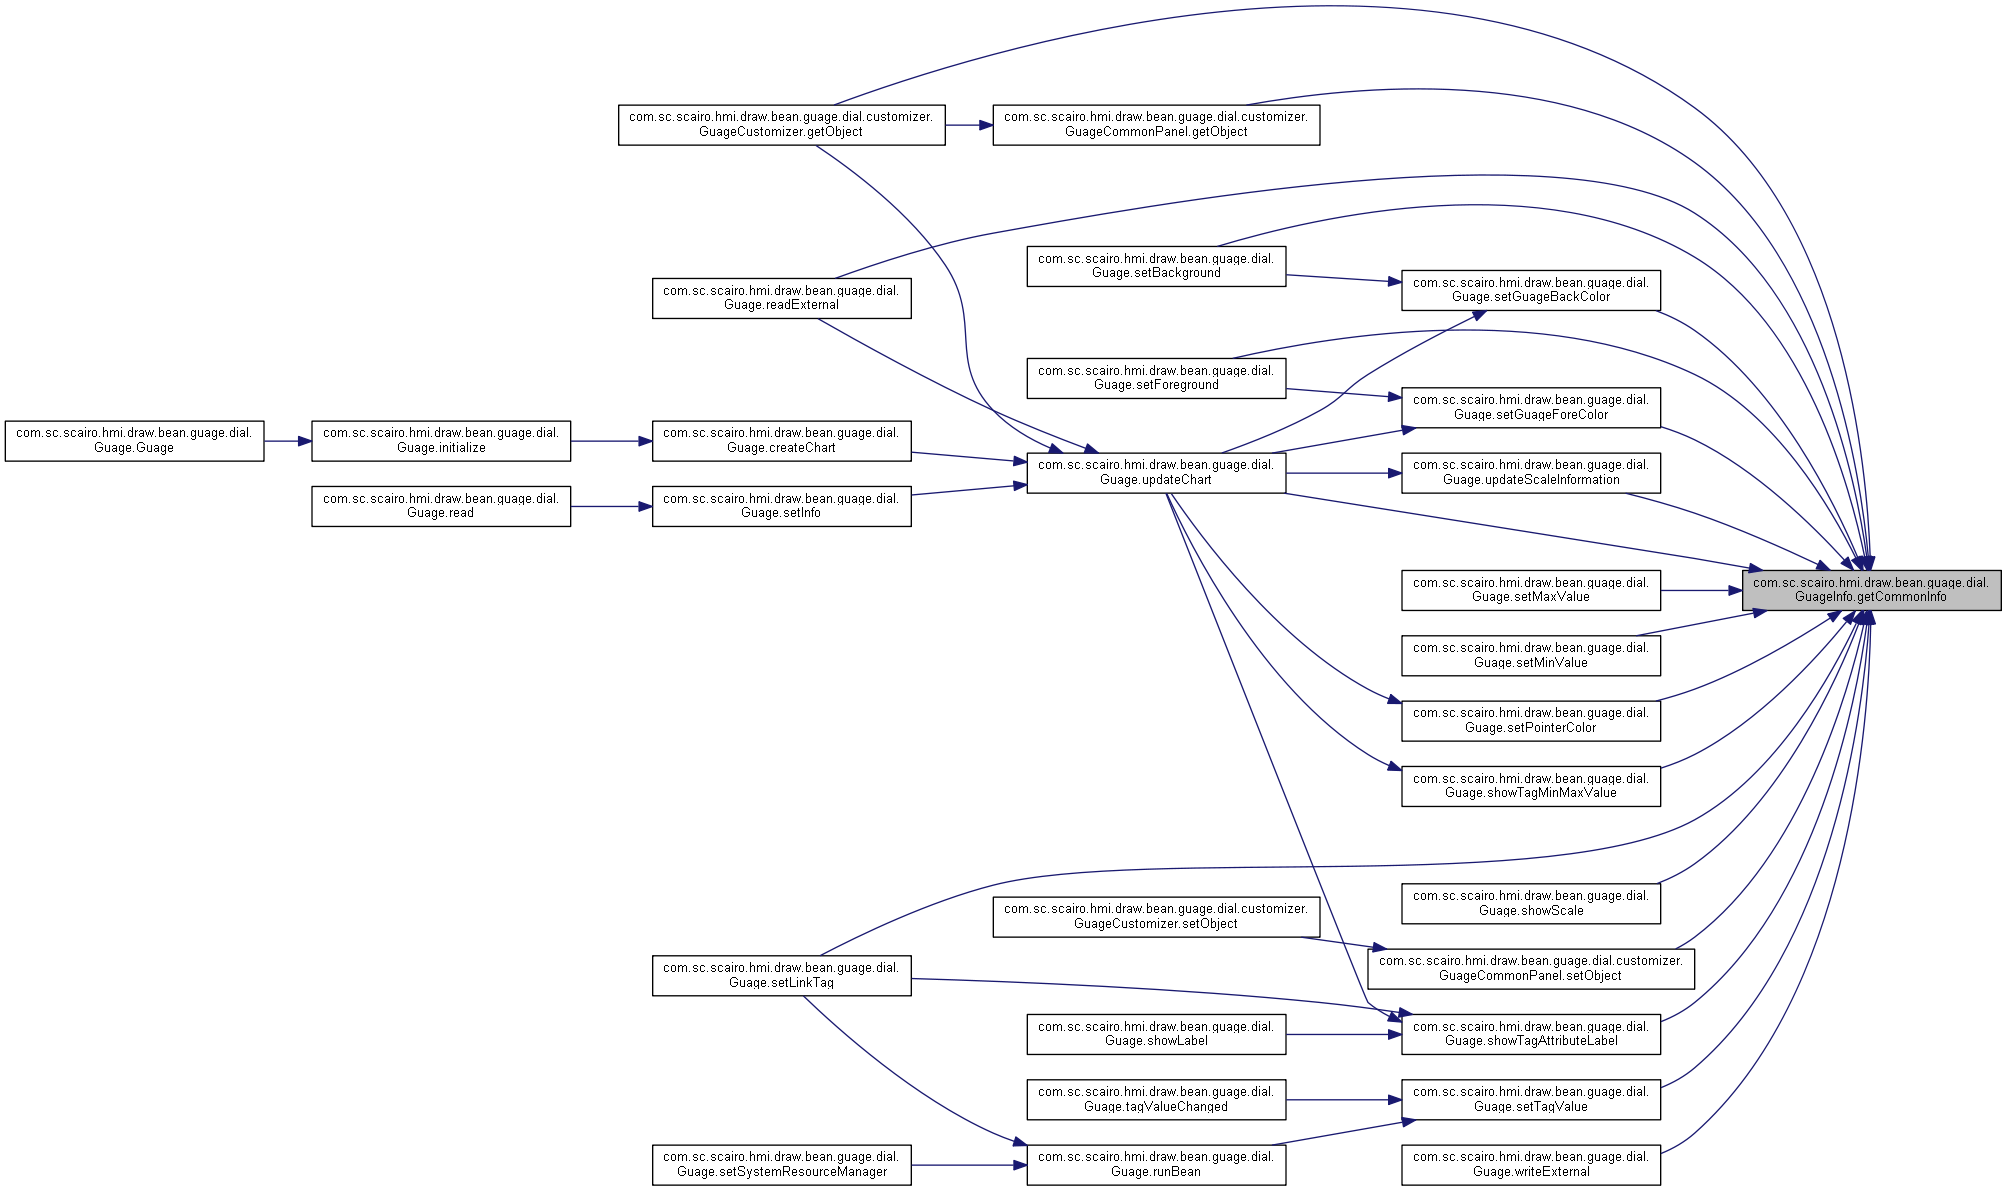 com.sc.scairo.hmi.draw.bean.guage.dial.customizer.
GuageCustomizer.getObject
com.sc.scairo.hmi.draw.bean.guage.dial.customizer.
GuageCommonPanel.getObject
com.sc.scairo.hmi.draw.bean.guage.dial.
Guage.setBackground
com.sc.scairo.hmi.draw.bean.guage.dial.
Guage.setGuageBackColor
com.sc.scairo.hmi.draw.bean.guage.dial.
Guage.readExternal
com.sc.scairo.hmi.draw.bean.guage.dial.
Guage.setForeground
com.sc.scairo.hmi.draw.bean.guage.dial.
Guage.setGuageForeColor
com.sc.scairo.hmi.draw.bean.guage.dial.
Guage.Guage
com.sc.scairo.hmi.draw.bean.guage.dial.
Guage.initialize
com.sc.scairo.hmi.draw.bean.guage.dial.
Guage.createChart
com.sc.scairo.hmi.draw.bean.guage.dial.
Guage.updateChart
com.sc.scairo.hmi.draw.bean.guage.dial.
Guage.updateScaleInformation
com.sc.scairo.hmi.draw.bean.guage.dial.
Guage.read
com.sc.scairo.hmi.draw.bean.guage.dial.
Guage.setInfo
com.sc.scairo.hmi.draw.bean.guage.dial.
Guage.setMaxValue
com.sc.scairo.hmi.draw.bean.guage.dial.
GuageInfo.getCommonInfo
com.sc.scairo.hmi.draw.bean.guage.dial.
Guage.setMinValue
com.sc.scairo.hmi.draw.bean.guage.dial.
Guage.setPointerColor
com.sc.scairo.hmi.draw.bean.guage.dial.
Guage.showTagMinMaxValue
com.sc.scairo.hmi.draw.bean.guage.dial.
Guage.showScale
com.sc.scairo.hmi.draw.bean.guage.dial.customizer.
GuageCustomizer.setObject
com.sc.scairo.hmi.draw.bean.guage.dial.customizer.
GuageCommonPanel.setObject
com.sc.scairo.hmi.draw.bean.guage.dial.
Guage.setLinkTag
com.sc.scairo.hmi.draw.bean.guage.dial.
Guage.showLabel
com.sc.scairo.hmi.draw.bean.guage.dial.
Guage.showTagAttributeLabel
com.sc.scairo.hmi.draw.bean.guage.dial.
Guage.tagValueChanged
com.sc.scairo.hmi.draw.bean.guage.dial.
Guage.setTagValue
com.sc.scairo.hmi.draw.bean.guage.dial.
Guage.setSystemResourceManager
com.sc.scairo.hmi.draw.bean.guage.dial.
Guage.runBean
com.sc.scairo.hmi.draw.bean.guage.dial.
Guage.writeExternal